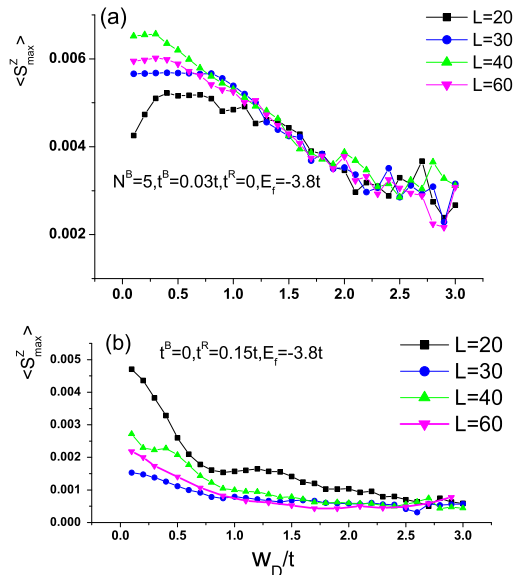 (a)
L=20
L=30
L=40
L=60
<S^Z_max>
0.006
0.004
0.002
N^B=5,t^B=0.03t,t^R=0,E_f=-3.8t
0.0 0.5 1.0 1.5 2.0 2.5 3.0
(b)
t^B=0,t^R=0.15t,E_f=-3.8t
L=20
L=30
L=40
L=60
<S^Z_max>
0.005
0.004
0.003
0.002
0.001
0.000
0.0 0.5 1.0 1.5 2.0 2.5 3.0
W_D/t